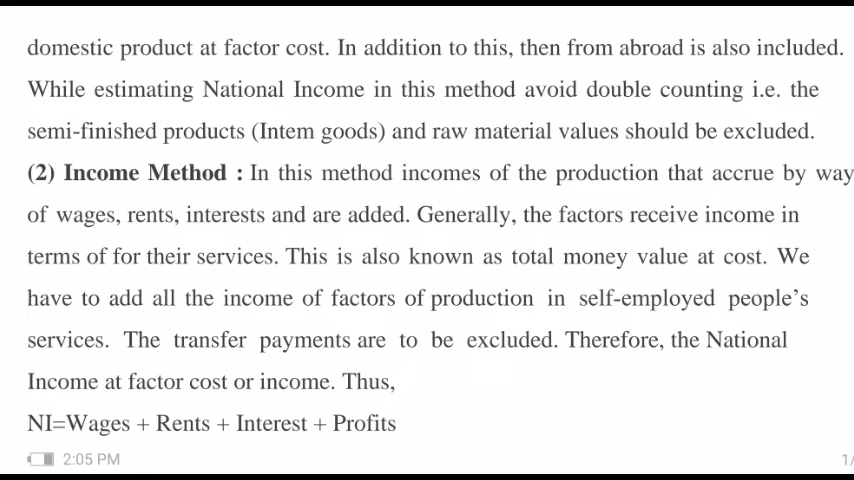 domestic product at factor cost. In addition to this, then from abroad is also included.
While estimating National Income in this method avoid double counting i.e. the
semi-finished products (Intem goods) and raw material values should be excluded.
(2) Income Method : In this method incomes of the production that accrue by way
of wages, rents, interests and are added. Generally, the factors receive income in
terms of for their services. This is also known as total money value at cost. We
have to add all the income of factors of production in self-employed people’s
services. The transfer payments are to be excluded. Therefore, the National
Income at factor cost or income. Thus,
NI=Wages + Rents + Interest + Profits
2:05 PM 1/